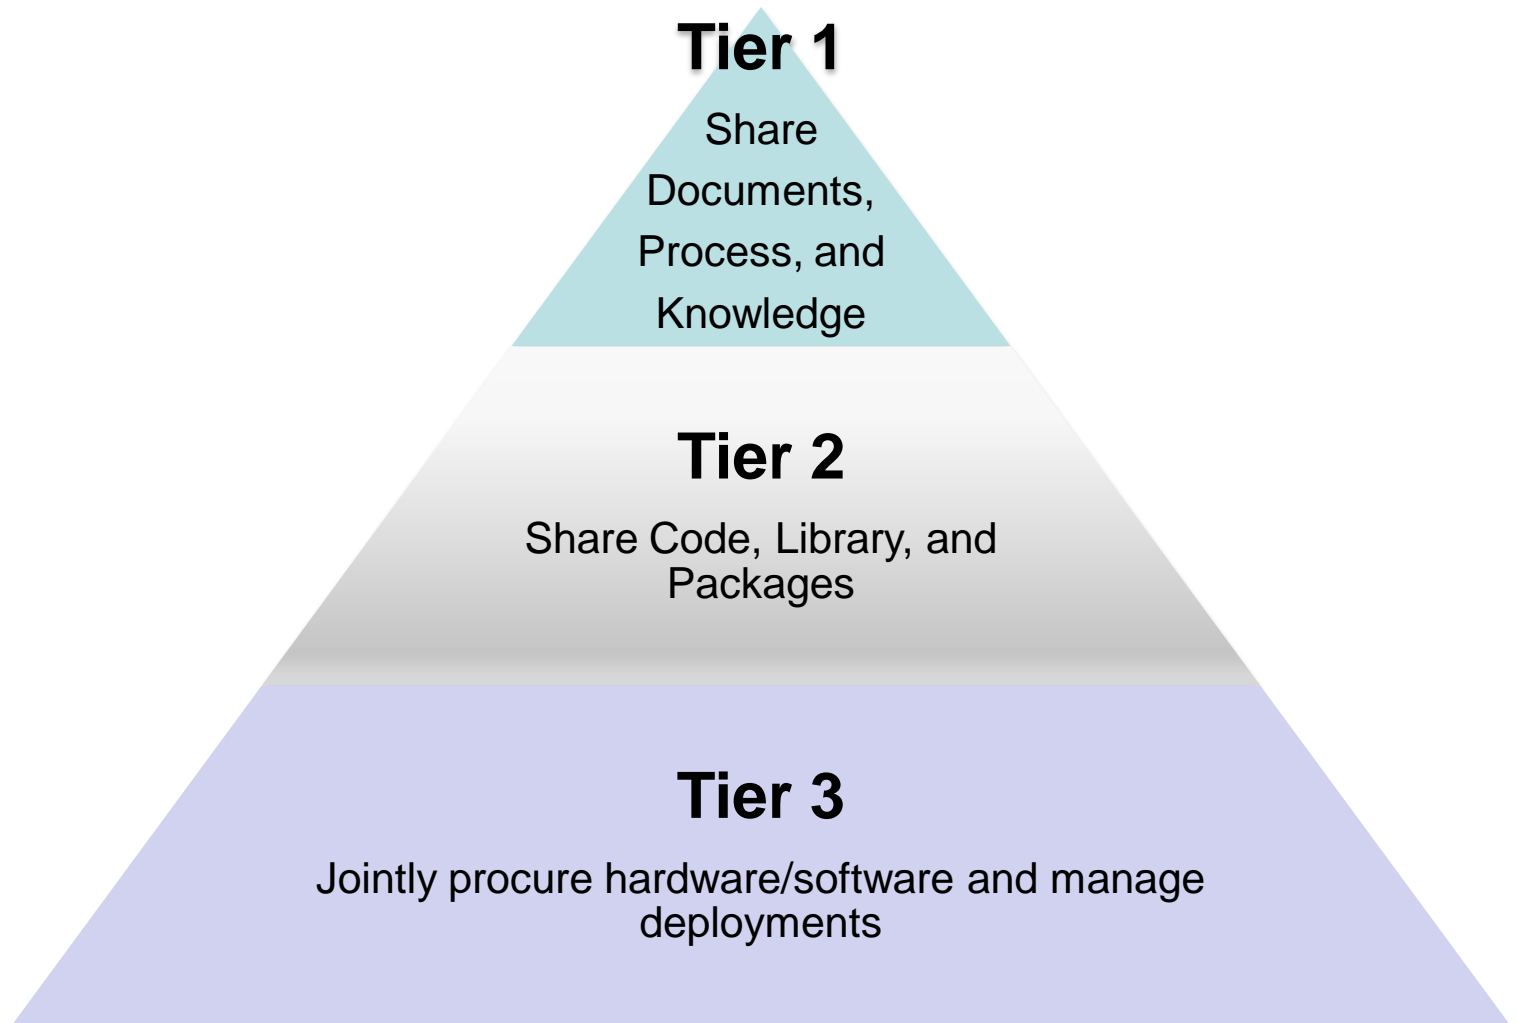 Tier 1
Share
Documents,
Process, and
Knowledge
Tier 2
Share Code, Library, and
Packages
Tier 3
Jointly procure hardware/software and manage
deployments